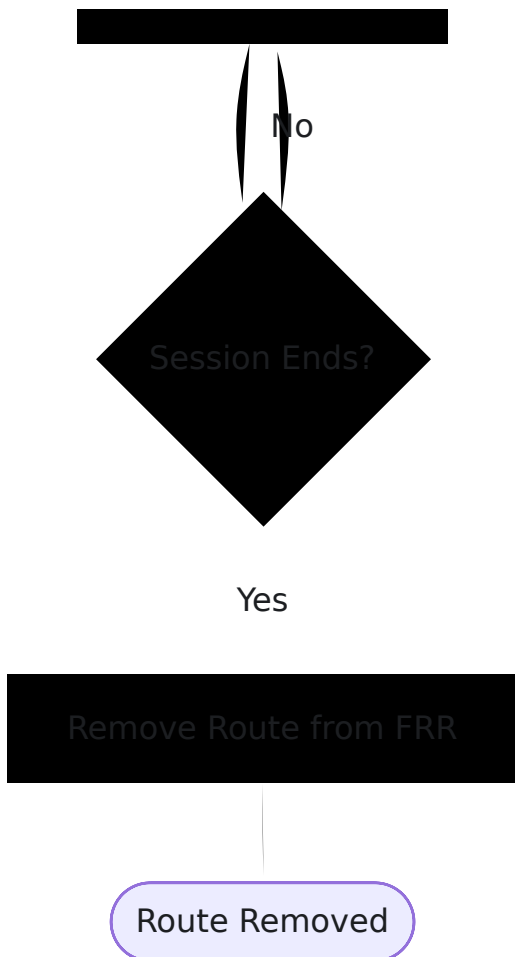 No
Session Ends?
Yes
Remove Route from FRR
Route Removed